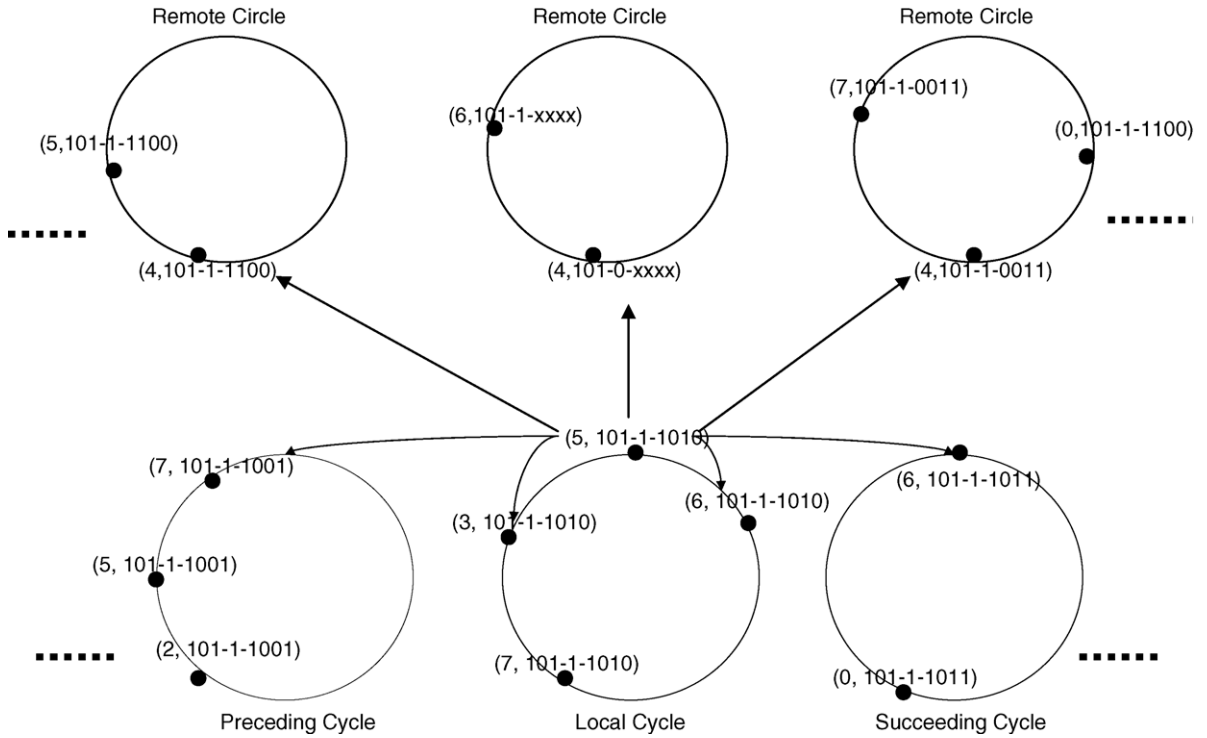 Remote Circle
Remote Circle
Remote Circle
(5,101-1-1100)
(4,101-1-1100)
(6,101-1-xxxx)
(4,101-0-xxxx)
(7,101-1-0011)
(0,101-1-1100)
(4,101-1-0011)
(5, 101-1-1010)
(7, 101-1-1001)
(5, 101-1-1001)
(2, 101-1-1001)
Preceding Cycle
(3, 101-1-1010)
(6, 101-1-1010)
(7, 101-1-1010)
Local Cycle
(6, 101-1-1011)
(0, 101-1-1011)
Succeeding Cycle